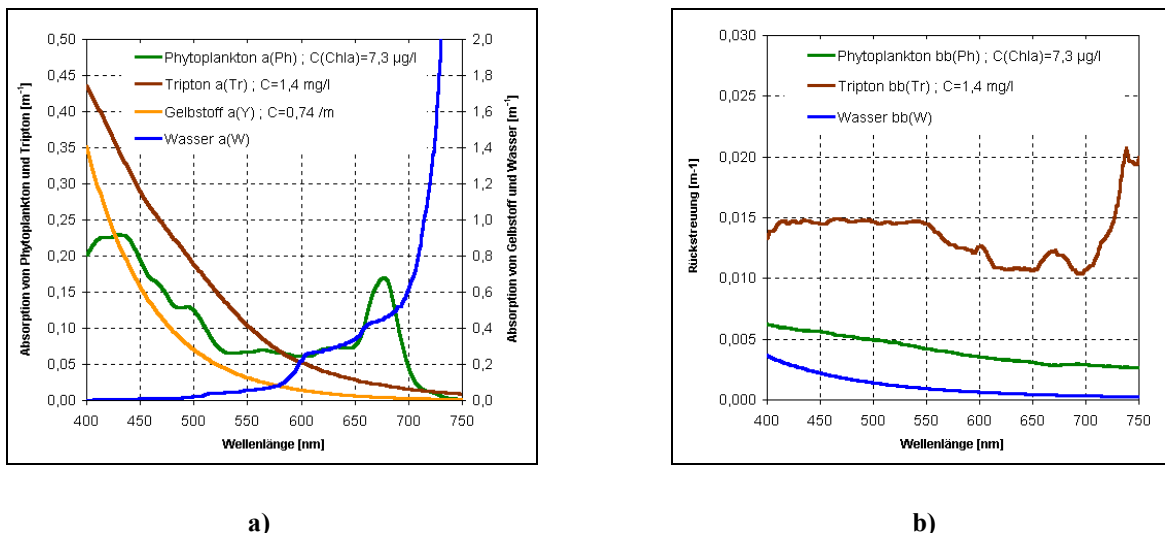 0,50
0,45
0,40
0,35
0,30
0,25
0,20
0,15
0,10
0,05
0,00
2,0
1,8
1,6
1,4
1,2
1,0
0,8
0,6
0,4
0,2
0,0
400 450 500 550 600 650 700 750
Wellenlänge [nm]
Absorption von Phytoplankton und Tripton [m-1]
Absorption von Gelbstoff und Wasser [m-1]
Phytoplankton a(Ph) ; C(Chla)=7,3 µg/l
Tripton a(Tr) ; C=1,4 mg/l
Gelbstoff a(Y) ; C=0,74 /m
Wasser a(W)
a)
0,030
0,025
0,020
0,015
0,010
0,005
0,000
400 450 500 550 600 650 700 750
Wellenlänge [nm]
Rückstreuung [m-1]
Phytoplankton bb(Ph) ; C(Chla)=7,3 µg/l
Tripton bb(Tr) ; C=1,4 mg/l
Wasser bb(W)
b)